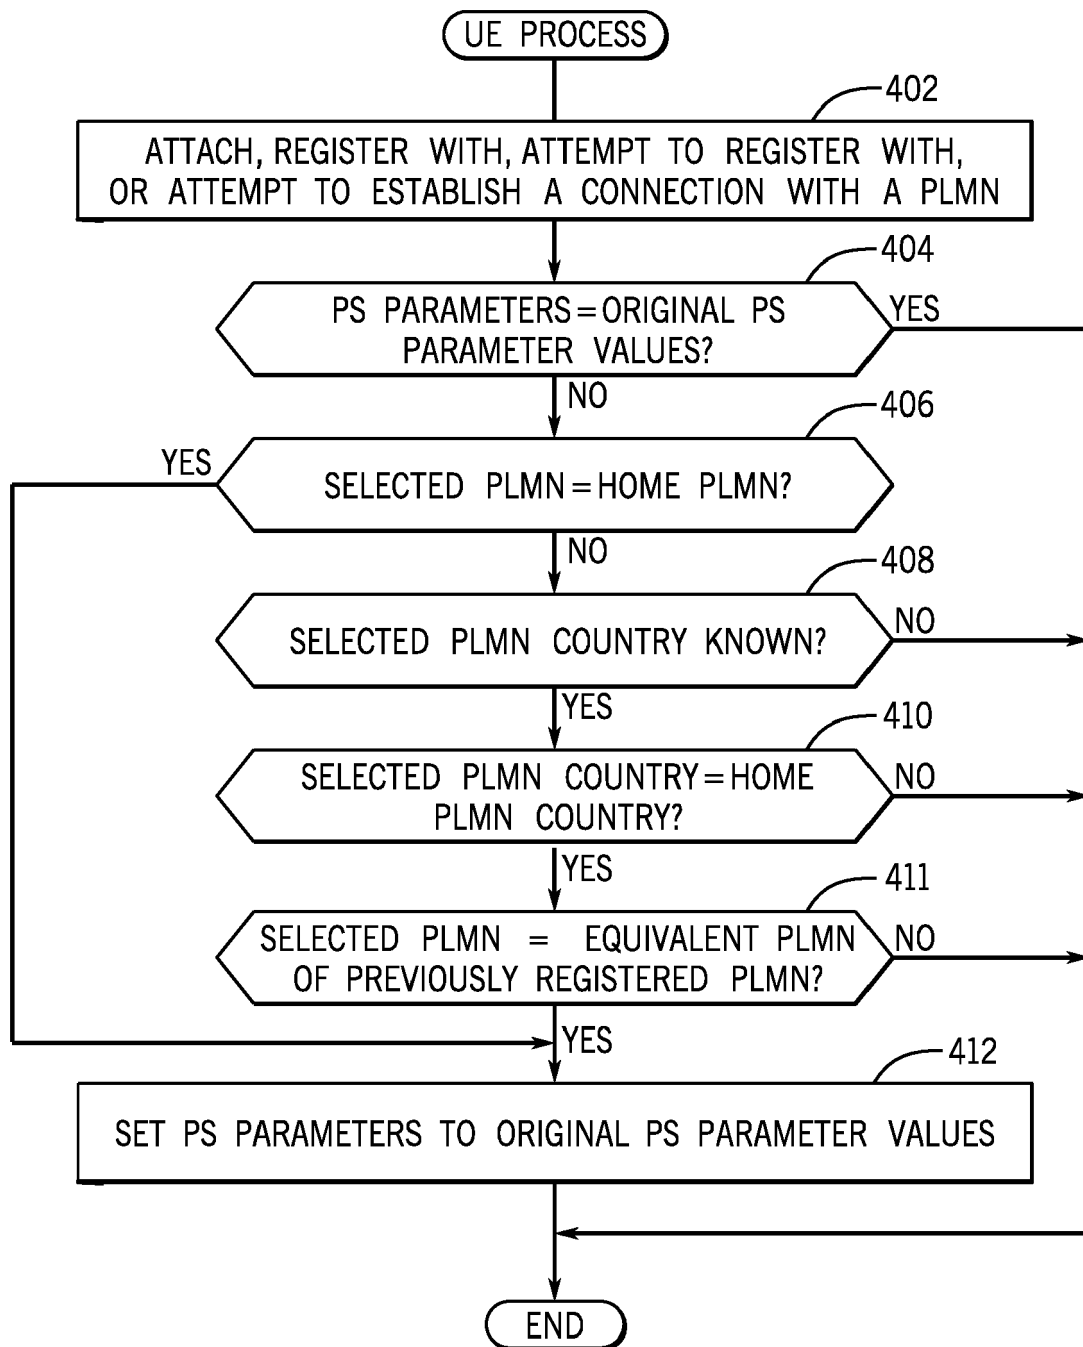 UE PROCESS
402
ATTACH, REGISTER WITH, ATTEMPT TO REGISTER WITH,
OR ATTEMPT TO ESTABLISH A CONNECTION WITH A PLMN
404
PS PARAMETERS=ORIGINAL PS
PARAMETER VALUES?
YES
NO
406
YES
SELECTED PLMN=HOME PLMN?
NO
408
SELECTED PLMN COUNTRY KNOWN?
NO
YES
410
SELECTED PLMN COUNTRY=HOME
PLMN COUNTRY?
NO
YES
411
SELECTED PLMN = EQUIVALENT PLMN
OF PREVIOUSLY REGISTERED PLMN?
NO
YES
412
SET PS PARAMETERS TO ORIGINAL PS PARAMETER VALUES
END